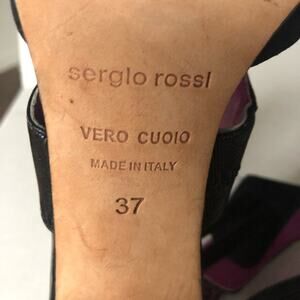 sergio rossi
VERO CUOIO
MADE IN ITALY
37